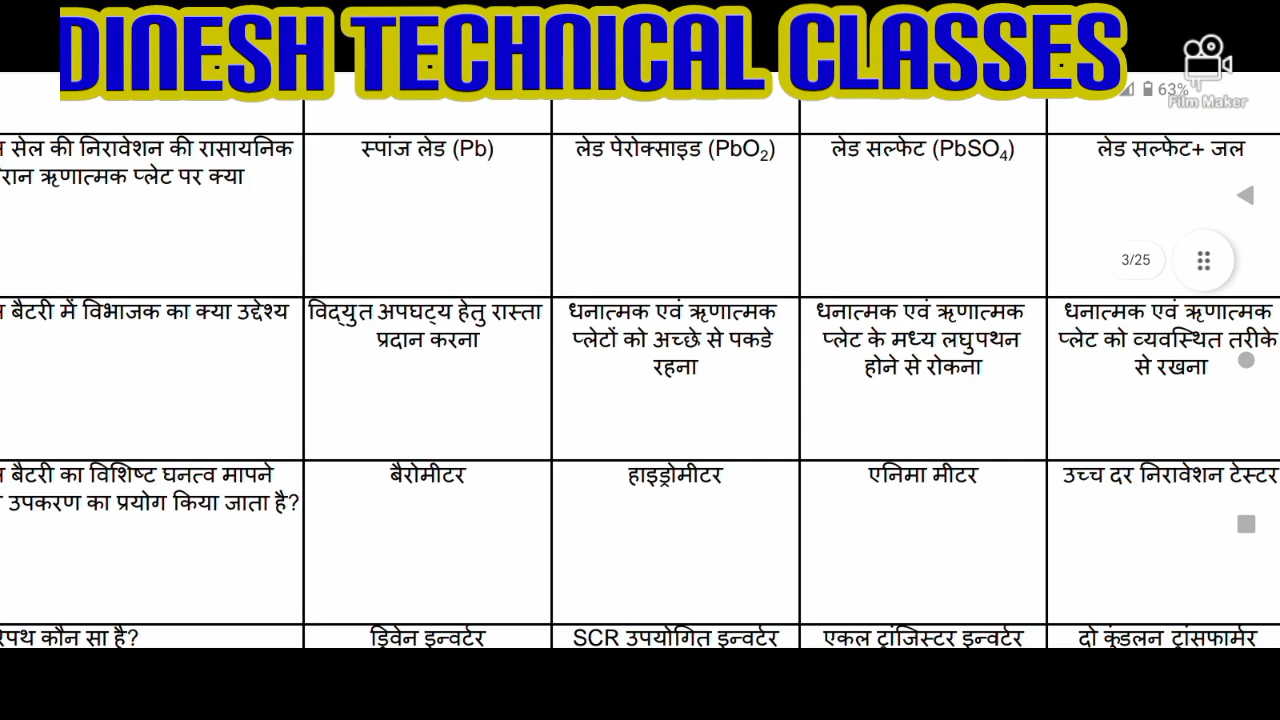 DINESH TECHNICAL CLASSES
63%
Film Maker
सेल की निरावेशन की रासायनिक
ऋणात्मक प्लेट पर क्या
स्पांज लेड (Pb)
लेड पेरोक्साइड (PbO₂)
लेड सल्फेट (PbSO₄)
लेड सल्फेट+ जल
3/25
बैटरी में विभाजक का क्या उद्देश्य
विद्युत अपघट्य हेतु रास्ता
प्रदान करना
धनात्मक एवं ऋणात्मक
प्लेटों को अच्छे से पकडे
रहना
धनात्मक एवं ऋणात्मक
प्लेट के मध्य लघुपथन
होने से रोकना
धनात्मक एवं ऋणात्मक
प्लेट को व्यवस्थित तरीके
से रखना
बैटरी का विशिष्ट घनत्व मापने
उपकरण का प्रयोग किया जाता है?
बैरोमीटर
हाइड्रोमीटर
एनिमा मीटर
उच्च दर निरावेशन टेस्टर
कौन सा है?
ड्रिवेन इन्वर्टर
SCR उपयोगित इन्वर्टर
एकल ट्रांजिस्टर इन्वर्टर
दो कुंडलन ट्रांसफार्मर